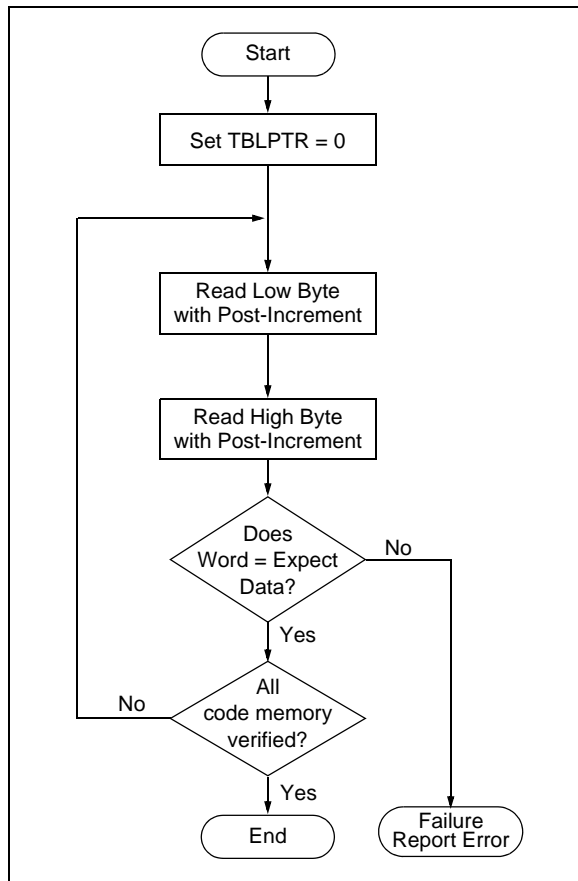 Start
Set TBLPTR = 0
Read Low Byte
with Post-Increment
Read High Byte
with Post-Increment
Does
Word = Expect
Data?
No
Yes
All
code memory
verified?
No
Yes
End
Failure
Report Error